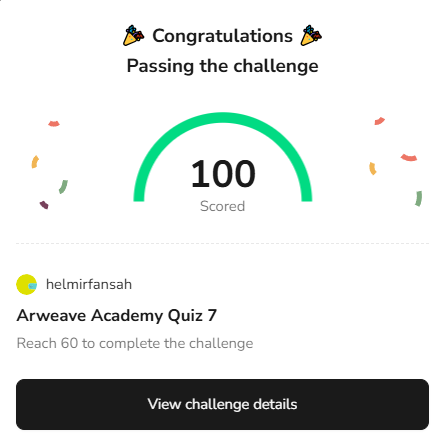 Congratulations
Passing the challenge
100
Scored
helmirfansah
Arweave Academy Quiz 7
Reach 60 to complete the challenge
View challenge details